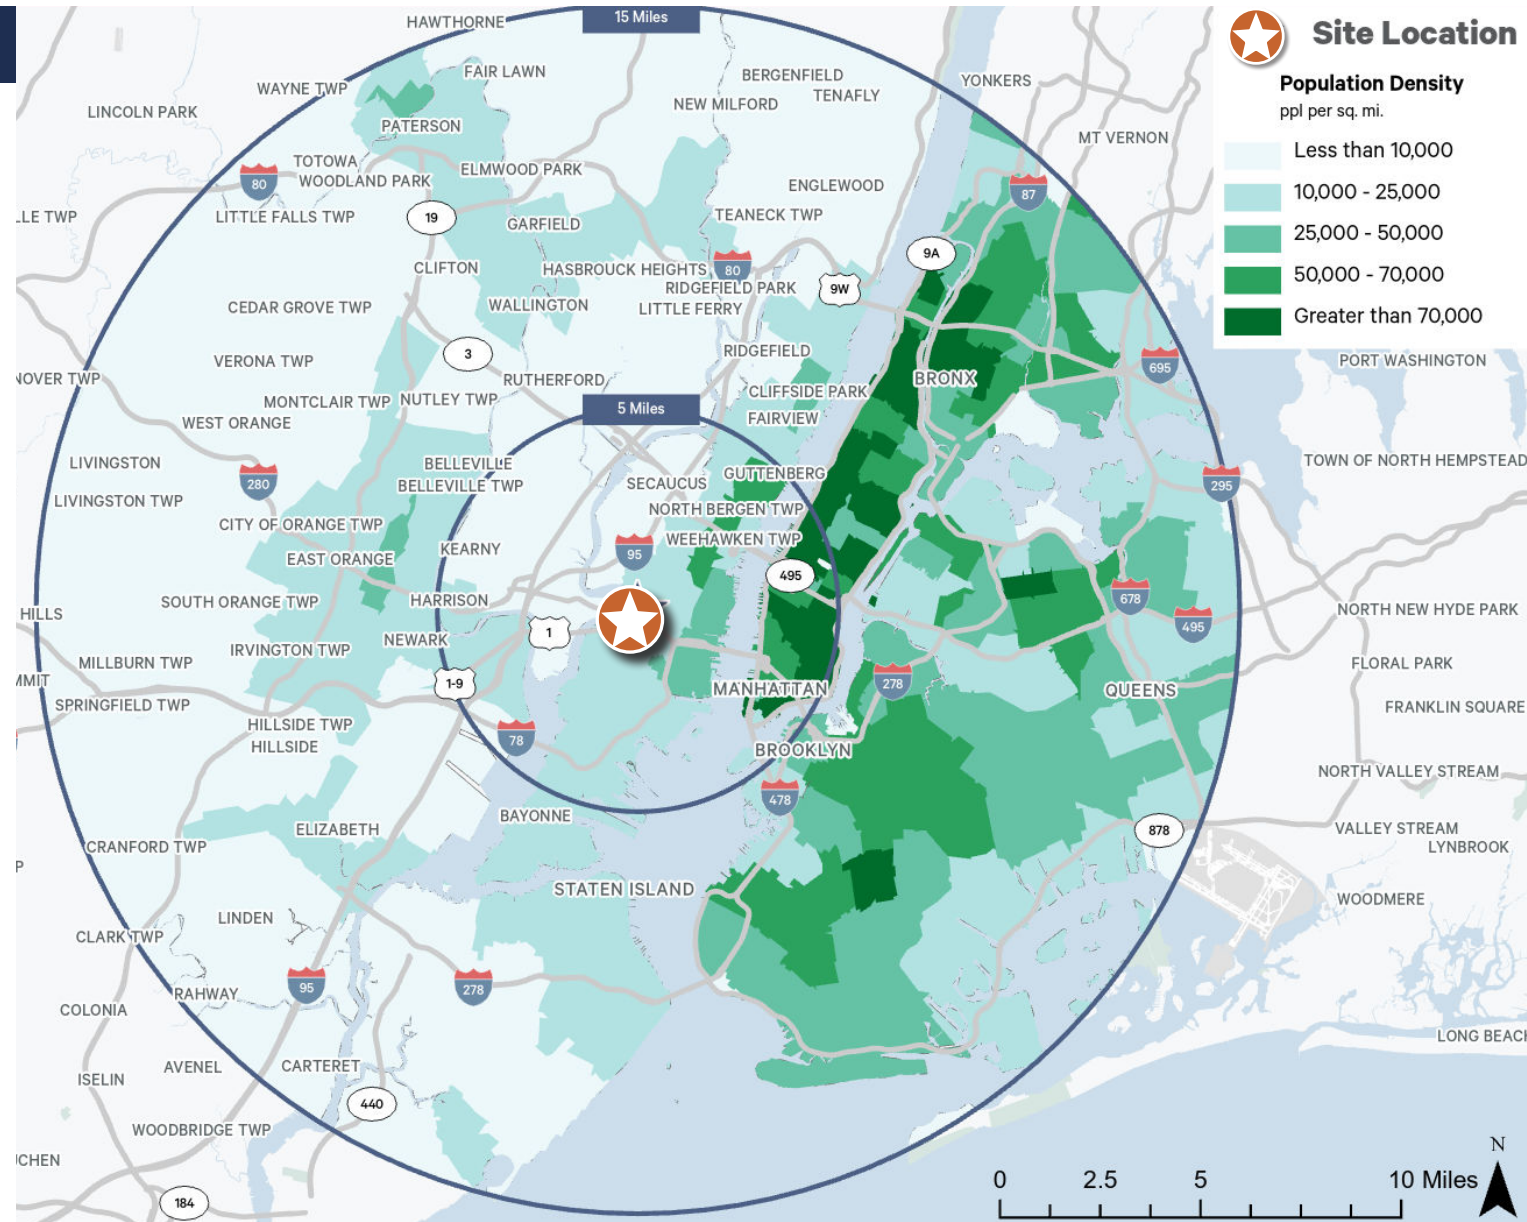 15 Miles
HAWTHORNE
Site Location
FAIR LAWN
BERGENFIELD
YONKERS
Population Density
WAYNE TWP
TENAFLY
NEW MILFORD
ppl per sq. mi.
LINCOLN PARK
PATERSON
MT VERNON
Less than 10,000
TOTOWA
ELMWOOD PARK
80
WOODLAND PARK
ENGLEWOOD
87
10,000 - 25,000
LLE TWP
LITTLE FALLS TWP
19
GARFIELD
TEANECK TWP
25,000 - 50,000
9A
CLIFTON
HASBROUCK HEIGHTS
80
50,000 - 70,000
RIDGEFIELD PARK
9W
CEDAR GROVE TWP
WALLINGTON
LITTLE FERRY
Greater than 70,000
VERONA TWP
3
RIDGEFIELD
695
PORT WASHINGTON
NOVER TWP
RUTHERFORD
BRONX
MONTCLAIR TWP
NUTLEY TWP
CLIFFSIDE PARK
5 Miles
WEST ORANGE
FAIRVIEW
LIVINGSTON
BELLEVILLE
TOWN OF NORTH HEMPSTEAD
280
BELLEVILLE TWP
SECAUCUS
GUTTENBERG
295
LIVINGSTON TWP
NORTH BERGEN TWP
CITY OF ORANGE TWP
WEEHAWKEN TWP
EAST ORANGE
KEARNY
95
495
SOUTH ORANGE TWP
HARRISON
678
HILLS
495
NORTH NEW HYDE PARK
IRVINGTON TWP
NEWARK
1
MILLBURN TWP
FLORAL PARK
MMIT
1-9
278
SPRINGFIELD TWP
MANHATTAN
QUEENS
FRANKLIN SQUARE
HILLSIDE TWP
78
HILLSIDE
BROOKLYN
NORTH VALLEY STREAM
478
BAYONNE
ELIZABETH
878
VALLEY STREAM
CRANFORD TWP
LYNBROOK
P
STATEN ISLAND
WOODMERE
LINDEN
CLARK TWP
95
278
RAHWAY
COLONIA
LONG BEACH
AVENEL
CARTERET
ISELIN
440
WOODBRIDGE TWP
N
UCHEN
0 2.5 5 10 Miles
184